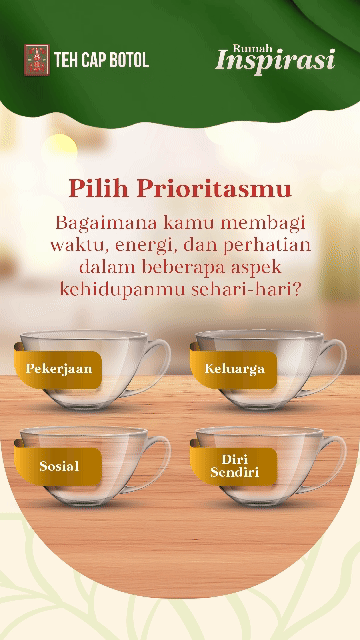 TEH CAP BOTOL
Rumah
Inspirasi
Pilih Prioritasmu
Bagaimana kamu membagi
waktu, energi, dan perhatian
dalam beberapa aspek
kehidupanmu sehari-hari?
Pekerjaan
Keluarga
Sosial
Diri
Sendiri